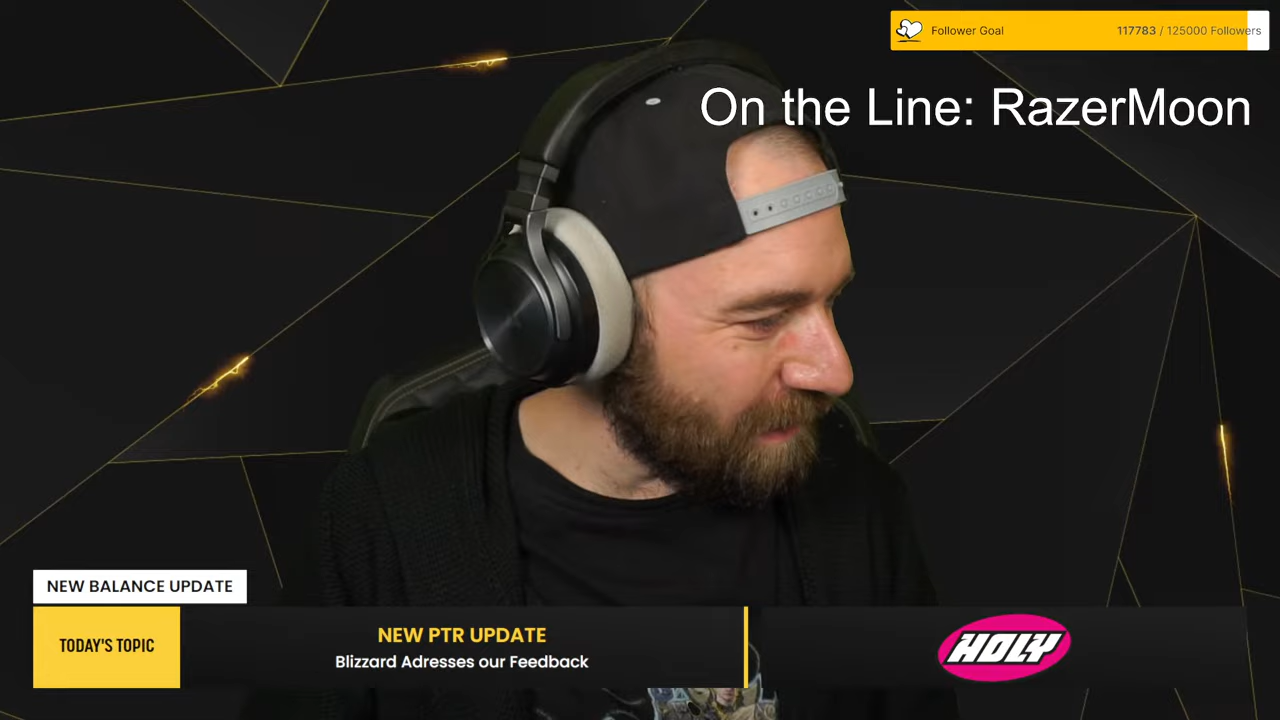 Follower Goal
117783 / 125000 Followers
On the Line: RazerMoon
NEW BALANCE UPDATE
TODAY'S TOPIC
NEW PTR UPDATE
Blizzard Adresses our Feedback
HOLY